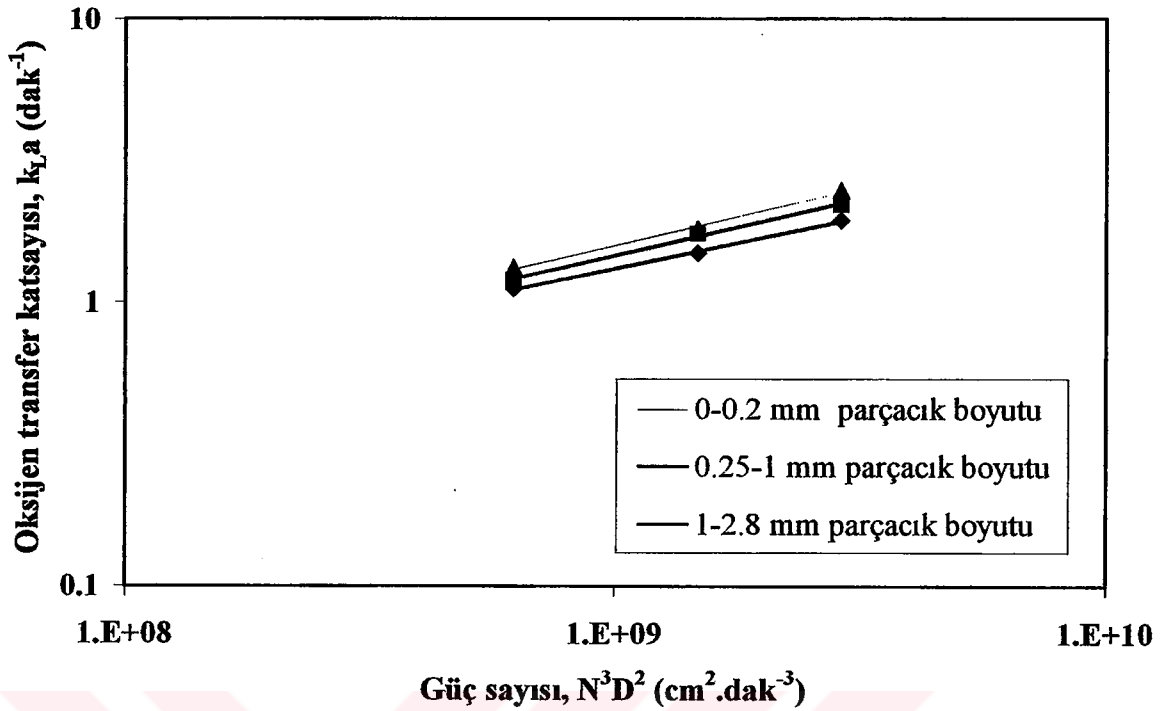 10
1
0.1
Oksijen transfer katsayısı, kLa (dak⁻¹)
0-0.2 mm parçacık boyutu
0.25-1 mm parçacık boyutu
1-2.8 mm parçacık boyutu
1.E+08
1.E+09
1.E+10
Güç sayısı, N³D² (cm².dak⁻³)